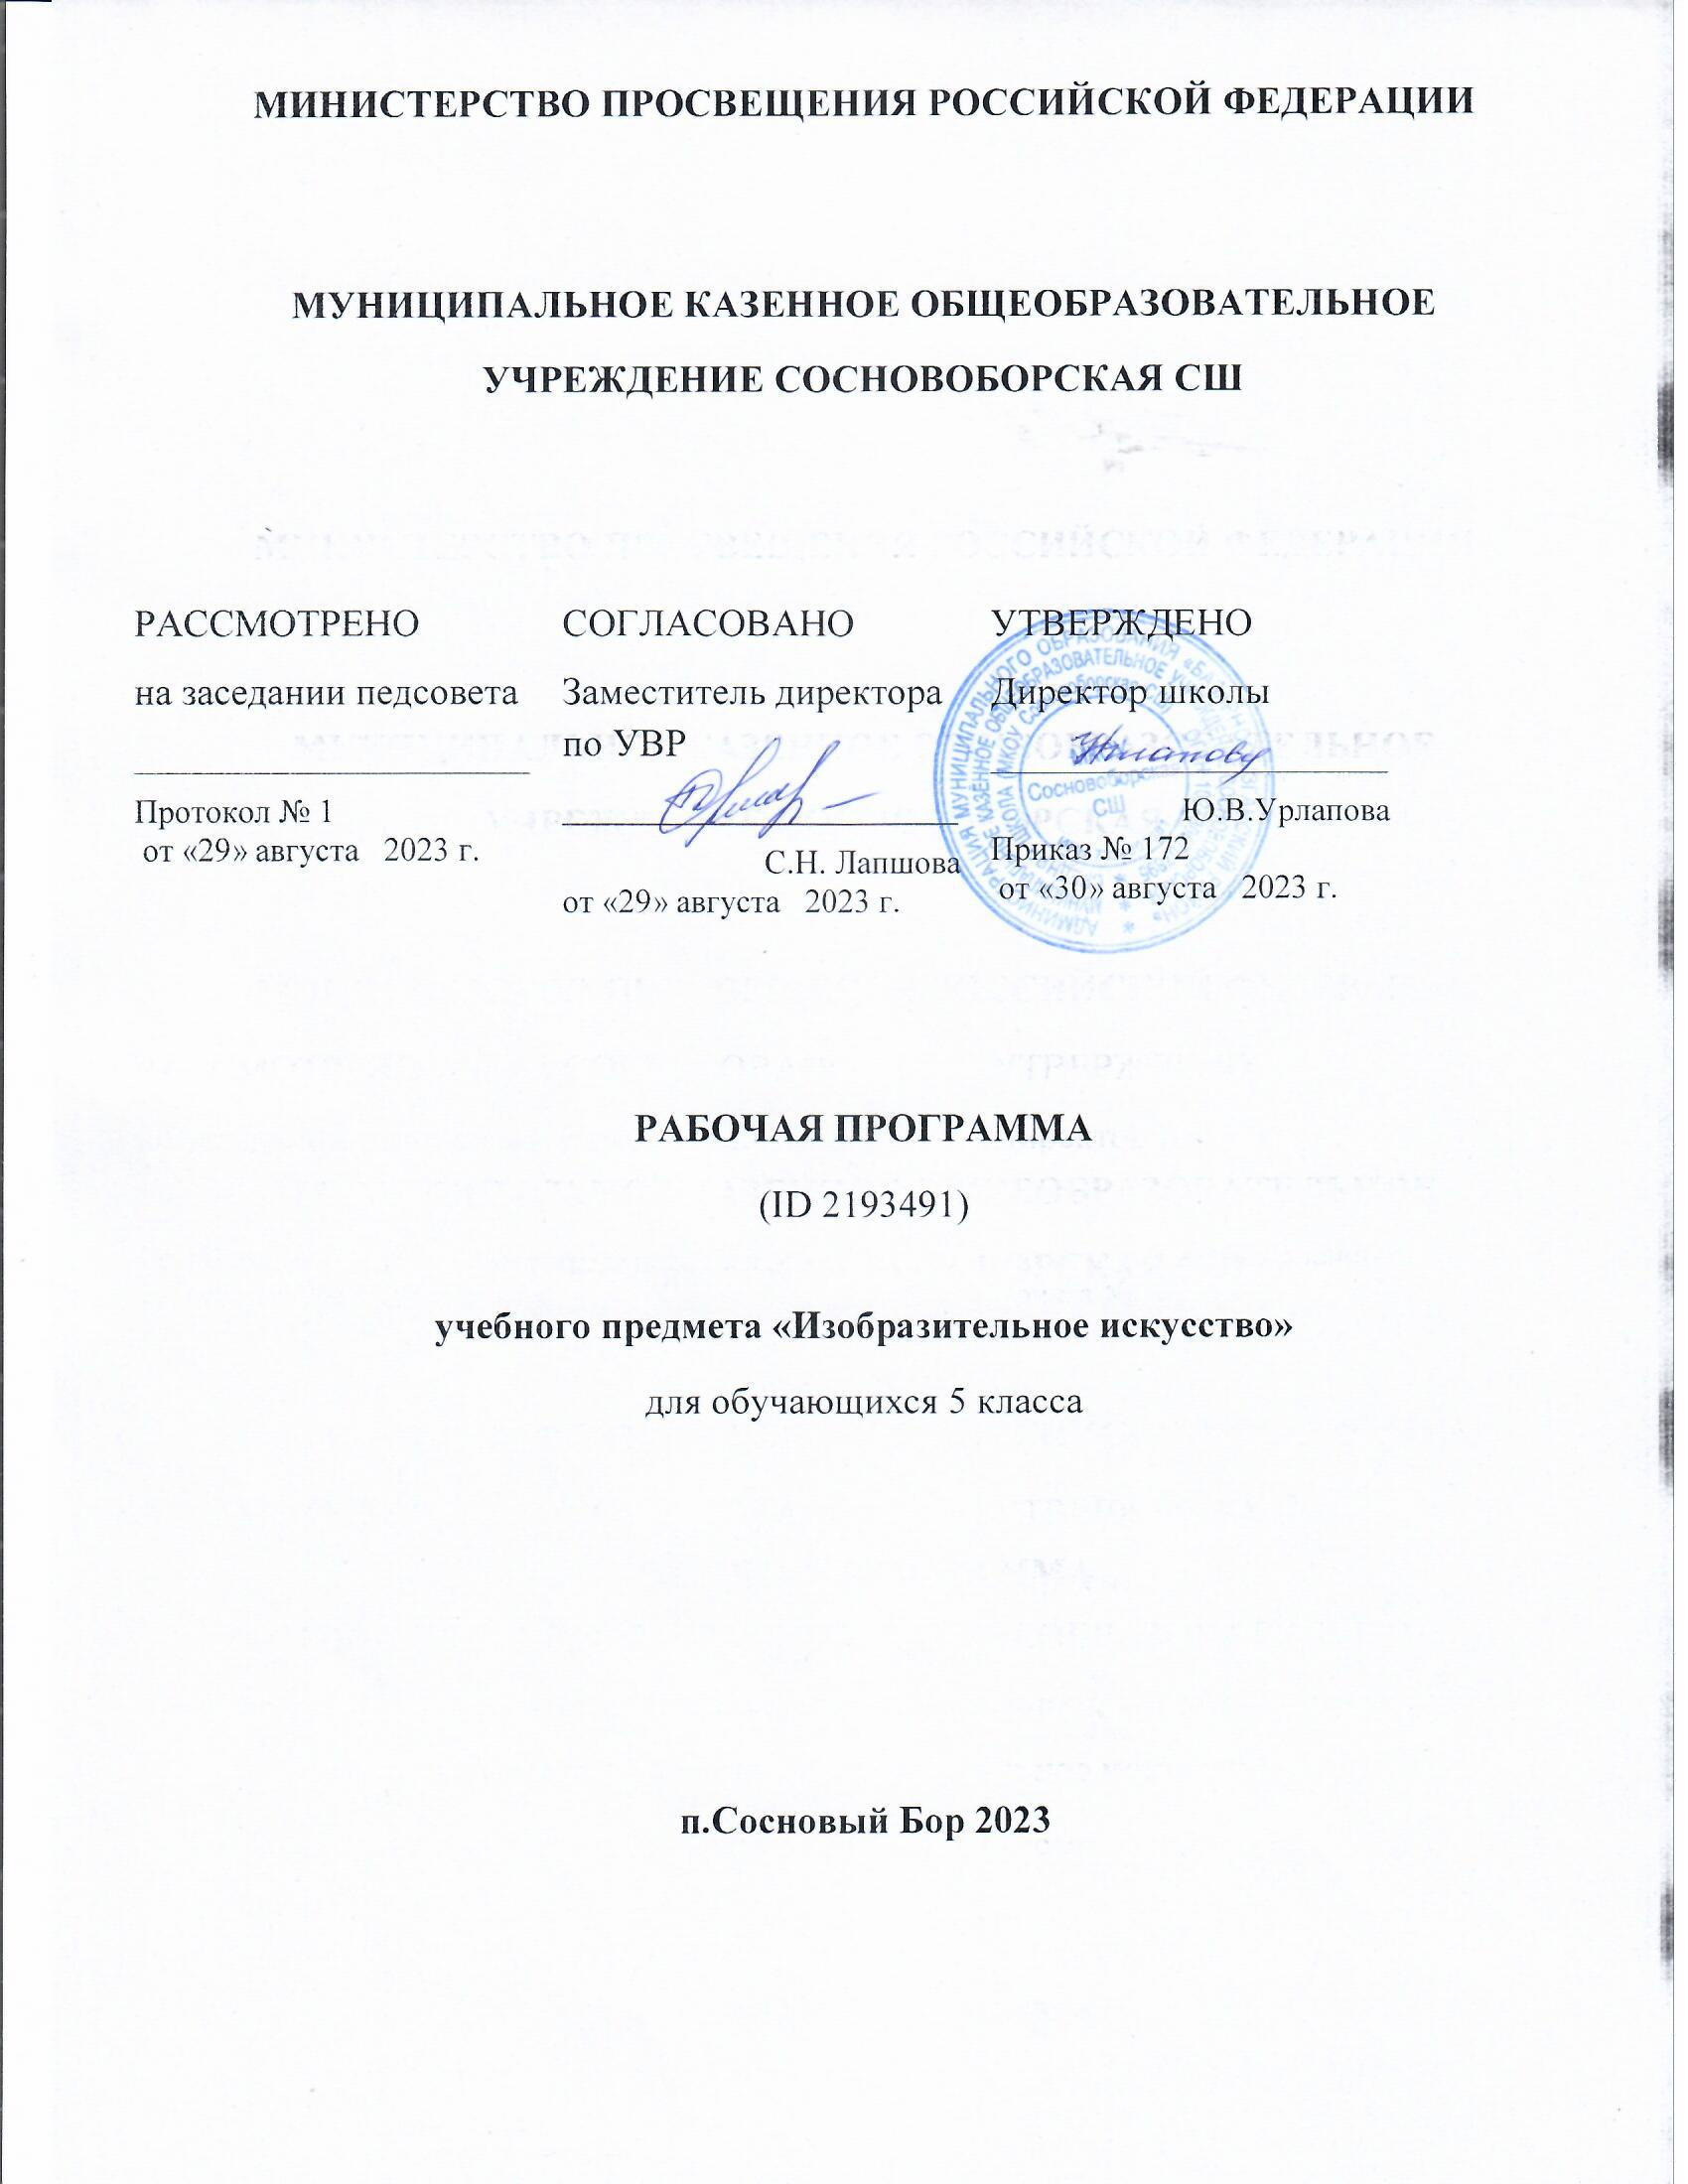 МИНИСТЕРСТВО ПРОСВЕЩЕНИЯ РОССИЙСКОЙ ФЕДЕРАЦИИ
МУНИЦИПАЛЬНОЕ КАЗЕННОЕ ОБЩЕОБРАЗОВАТЕЛЬНОЕ
УЧРЕЖДЕНИЕ СОСНОВОБОРСКАЯ СШ
РАССМОТРЕНО
на заседании педсовета
Протокол № 1
от «29» августа 2023 г.
СОГЛАСОВАНО
Заместитель директора
по УВР
С.Н. Лапшова
от «29» августа 2023 г.
УТВЕРЖДЕНО
Директор школы
Ю.В.Урлапова
Приказ № 172
от «30» августа 2023 г.
Сосновоборская
СШ
РАБОЧАЯ ПРОГРАММА
(ID 2193491)
учебного предмета «Изобразительное искусство»
для обучающихся 5 класса
п.Сосновый Бор 2023